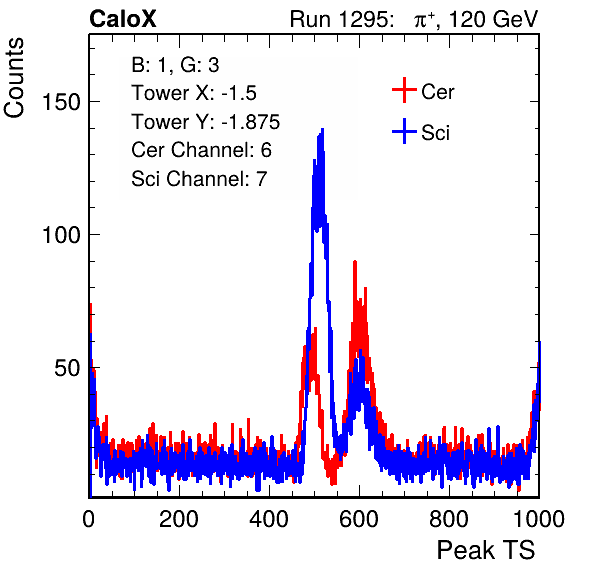 CaloX
Run 1295: π⁺, 120 GeV
Counts
B: 1, G: 3
Tower X: -1.5
Tower Y: -1.875
Cer Channel: 6
Sci Channel: 7
Cer
Sci
150
100
50
0 200 400 600 800 1000
Peak TS